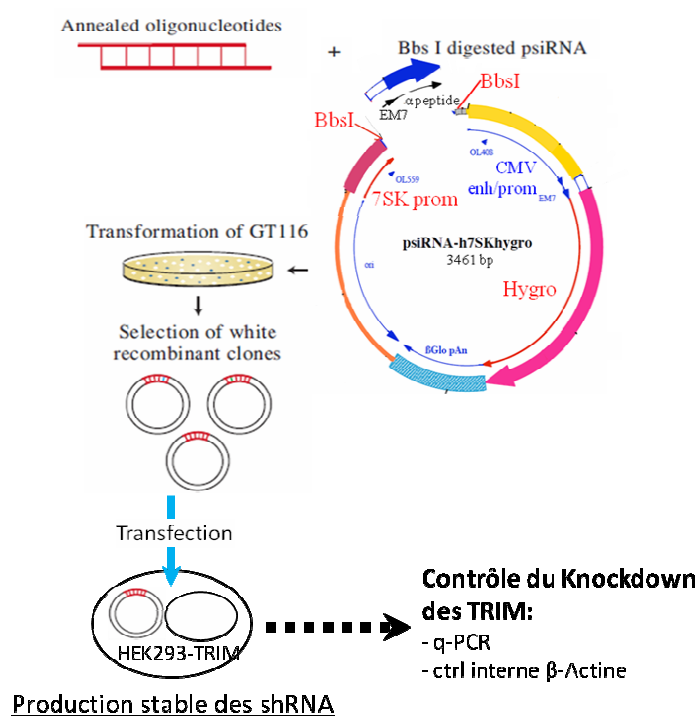 Annealed oligonucleotides
+
Bbs I digested psiRNA
BbsI
α peptide
EM7
BbsI
OL408
CMV
enh/prom
EM7
OL559
7SK prom
psiRNA-h7SKhygro
3461 bp
ori
Hygro
ßGlo pAn
Transformation of GT116
Selection of white
recombinant clones
Transfection
HEK293-TRIM
Contrôle du Knockdown
des TRIM:
- q-PCR
- ctrl interne β-Actine
Production stable des shRNA